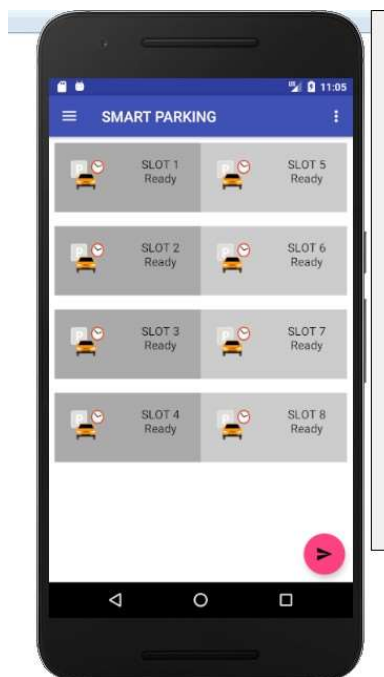 11:05
SMART PARKING
P
SLOT 1
Ready
P
SLOT 5
Ready
P
SLOT 2
Ready
P
SLOT 6
Ready
P
SLOT 3
Ready
P
SLOT 7
Ready
P
SLOT 4
Ready
P
SLOT 8
Ready